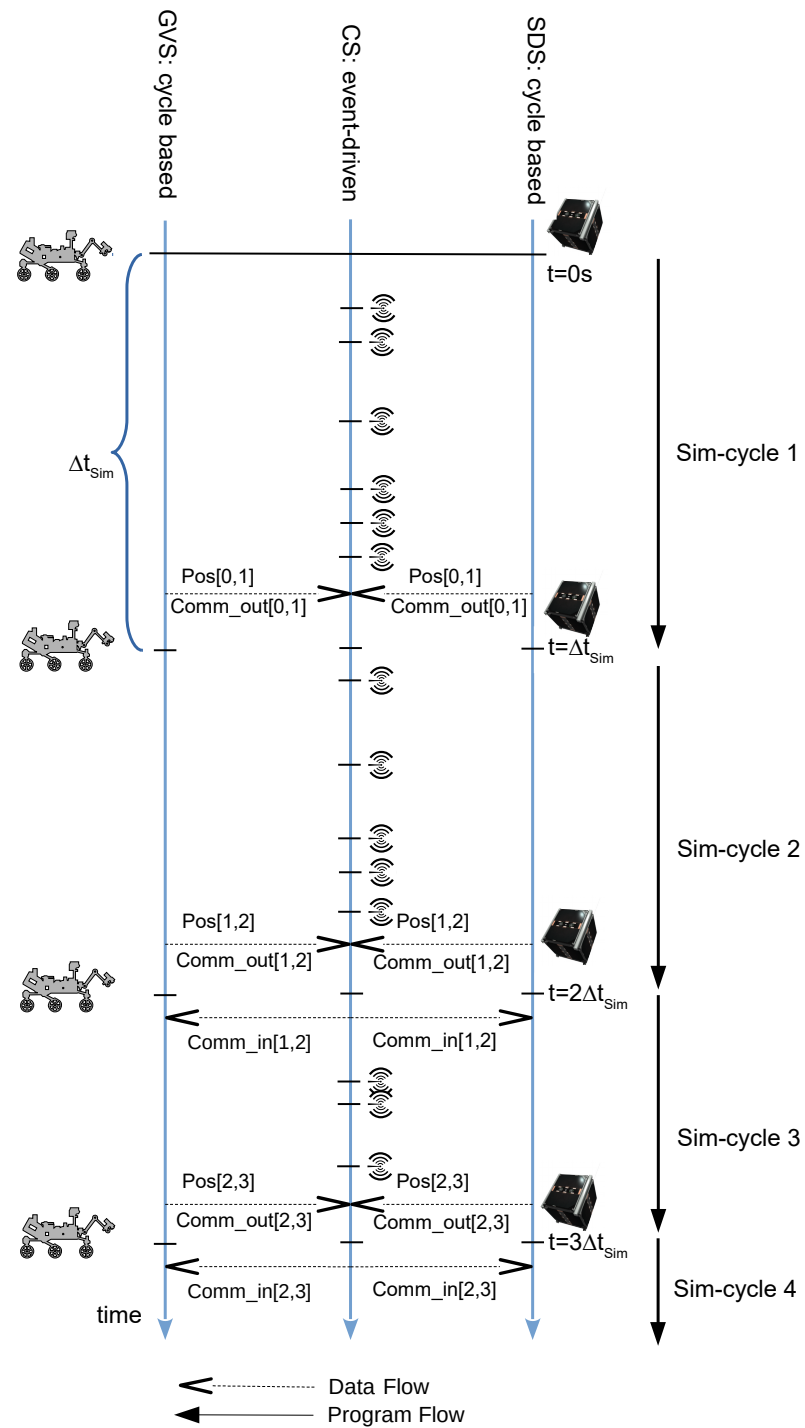 GVS: cycle based
CS: event-driven
SDS: cycle based
t=0s
Sim-cycle 1
Δt_Sim
Pos[0,1]
Pos[0,1]
Comm_out[0,1]
Comm_out[0,1]
t=Δt_Sim
Sim-cycle 2
Pos[1,2]
Pos[1,2]
Comm_out[1,2]
Comm_out[1,2]
t=2Δt_Sim
Comm_in[1,2]
Comm_in[1,2]
Sim-cycle 3
Pos[2,3]
Pos[2,3]
Comm_out[2,3]
Comm_out[2,3]
t=3Δt_Sim
Comm_in[2,3]
Comm_in[2,3]
Sim-cycle 4
time
Data Flow
Program Flow